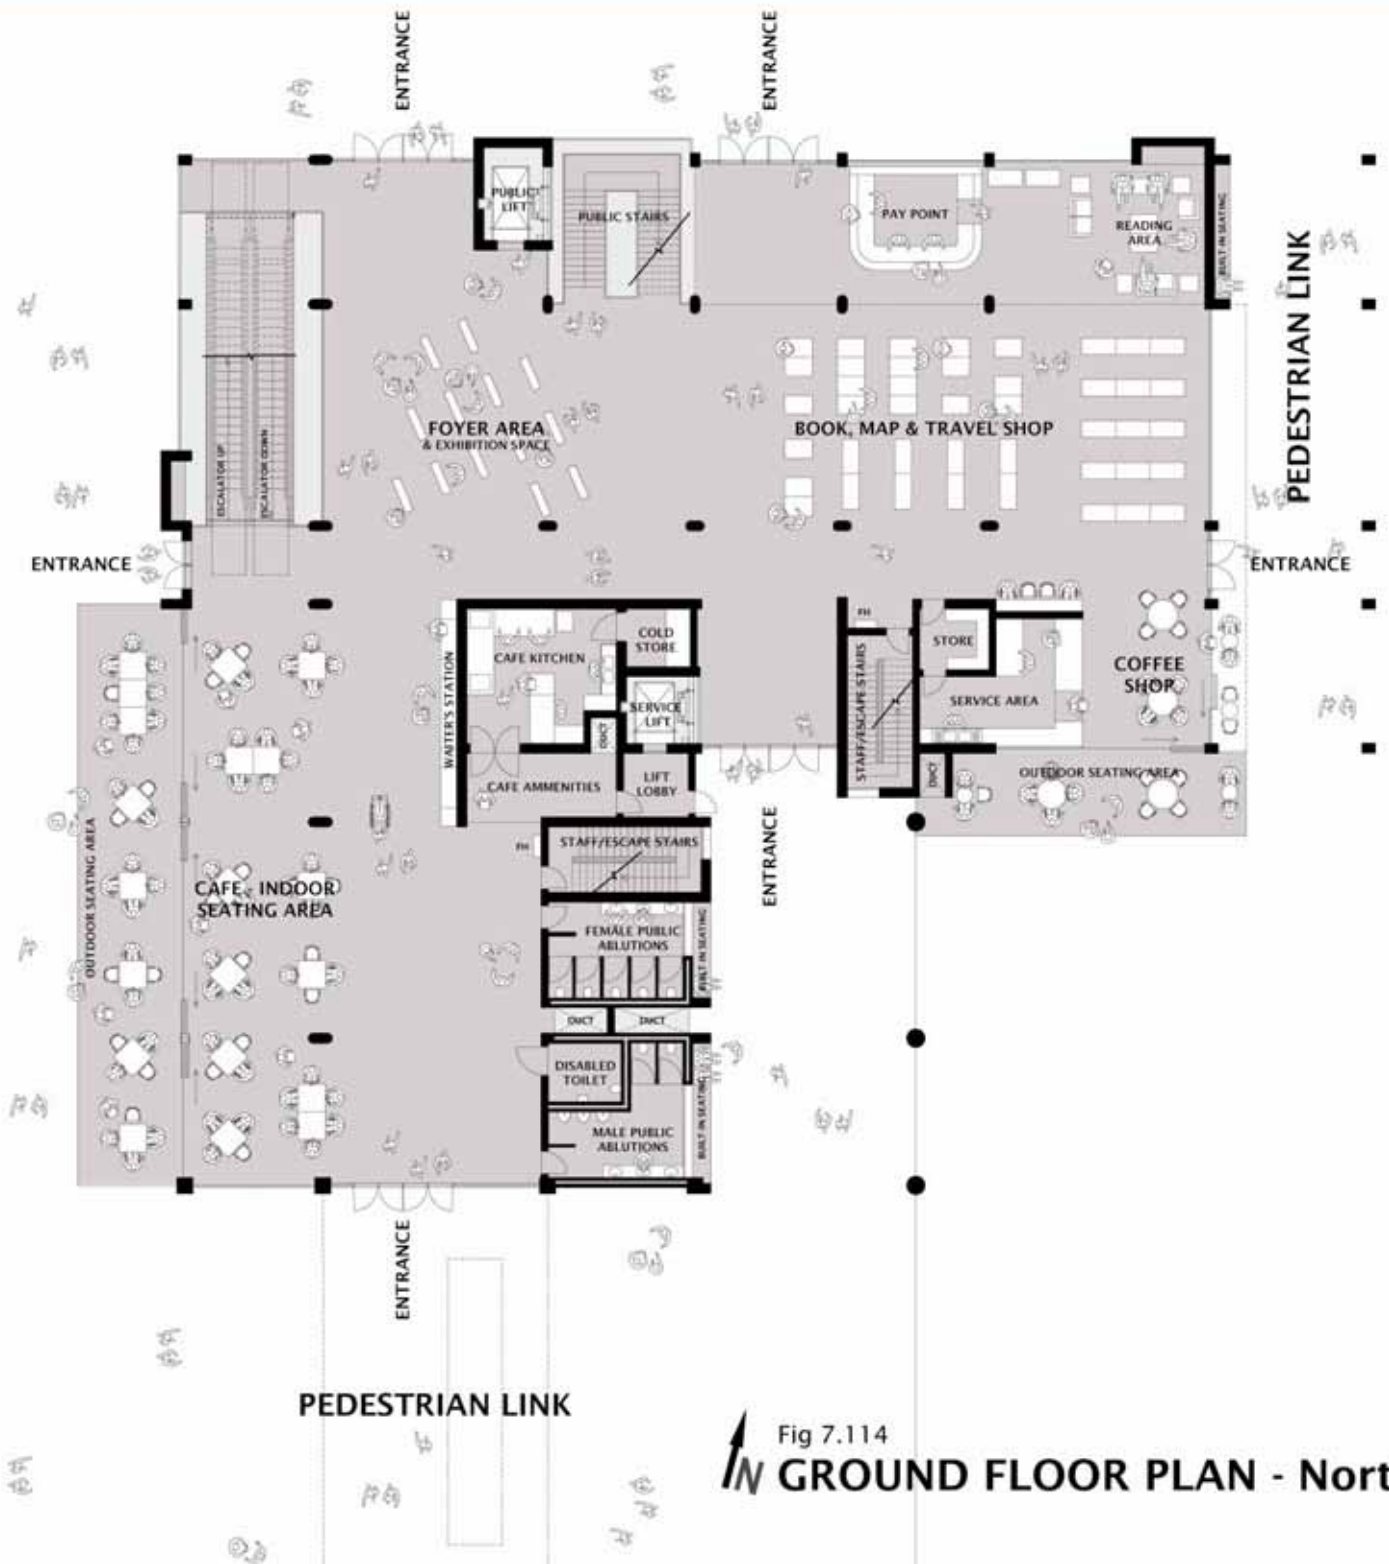 ENTRANCE
ENTRANCE
PUBLIC
LIFT
PUBLIC STAIRS
PAY POINT
READING
AREA
BUILT IN SEATING
PEDESTRIAN LINK
FOYER AREA
& EXHIBITION SPACE
BOOK, MAP & TRAVEL SHOP
ESCALATOR UP
ESCALATOR DOWN
ENTRANCE
ENTRANCE
WAITER'S STATION
CAFE KITCHEN
COLD
STORE
SERVICE
LIFT
DUCT
CAFE AMMENITIES
LIFT
LOBBY
FH
STAFF/ESCAPE STAIRS
STORE
SERVICE AREA
COFFEE
SHOP
DUCT
OUTDOOR SEATING AREA
ENTRANCE
FH
STAFF/ESCAPE STAIRS
OUTDOOR SEATING AREA
CAFE - INDOOR
SEATING AREA
FEMALE PUBLIC
ABLUTIONS
BUILT IN SEATING
DUCT
DUCT
DISABLED
TOILET
MALE PUBLIC
ABLUTIONS
BUILT IN SEATING
ENTRANCE
PEDESTRIAN LINK
N
Fig 7.114
GROUND FLOOR PLAN - Nort